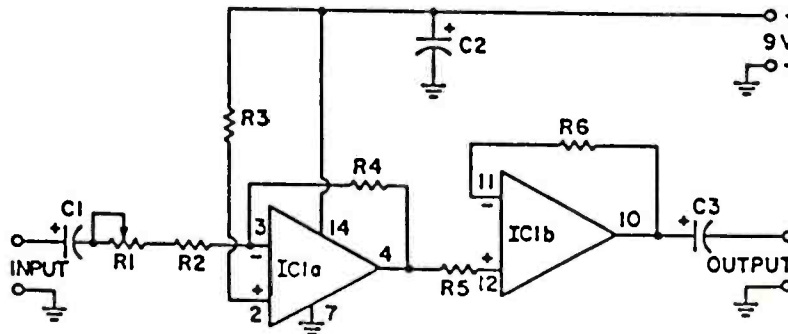 +
C2
9 V
R3
R6
R4
C1
+
3
-
14
11
-
IC1b
10
C3
+
INPUT
R1
R2
IC1a
4
R5
+
12
OUTPUT
+
2
7